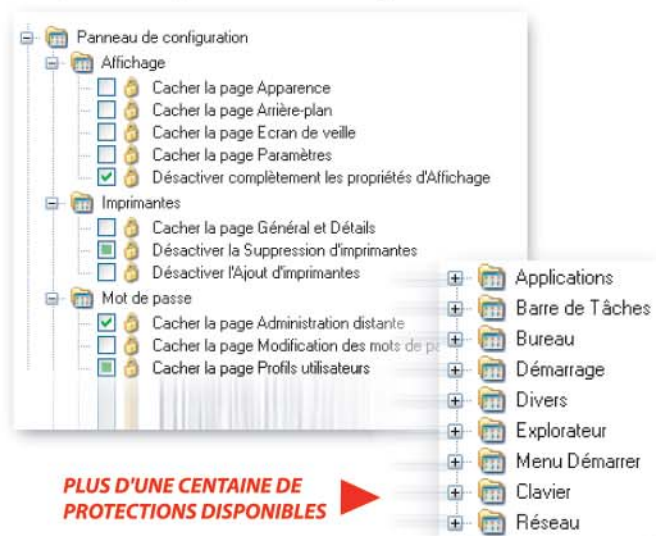 Panneau de configuration
Affichage
Cacher la page Apparence
Cacher la page Arrière-plan
Cacher la page Ecran de veille
Cacher la page Paramètres
Désactiver complètement les propriétés d'Affichage
Imprimantes
Cacher la page Général et Détails
Désactiver la Suppression d'imprimantes
Désactiver l'Ajout d'imprimantes
Mot de passe
Cacher la page Administration distante
Cacher la page Modification des mots de
Cacher la page Profils utilisateurs
Applications
Barre de Tâches
Bureau
Démarrage
Divers
Explorateur
Menu Démarrer
Clavier
Réseau
PLUS D'UNE CENTAINE DE
PROTECTIONS DISPONIBLES